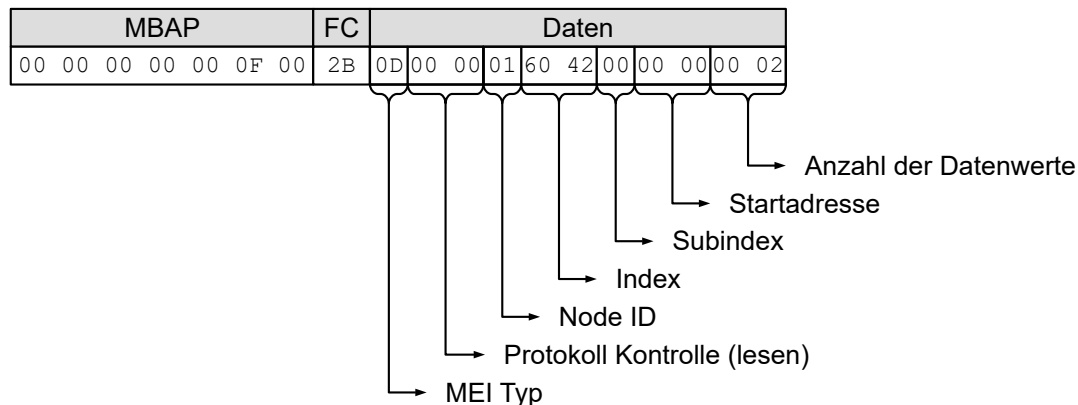 MBAP FC Daten
00 00 00 00 00 0F 00 2B 0D 00 00 01 60 42 00 00 00 00 02
Anzahl der Datenwerte
Startadresse
Subindex
Index
Node ID
Protokoll Kontrolle (lesen)
MEI Typ